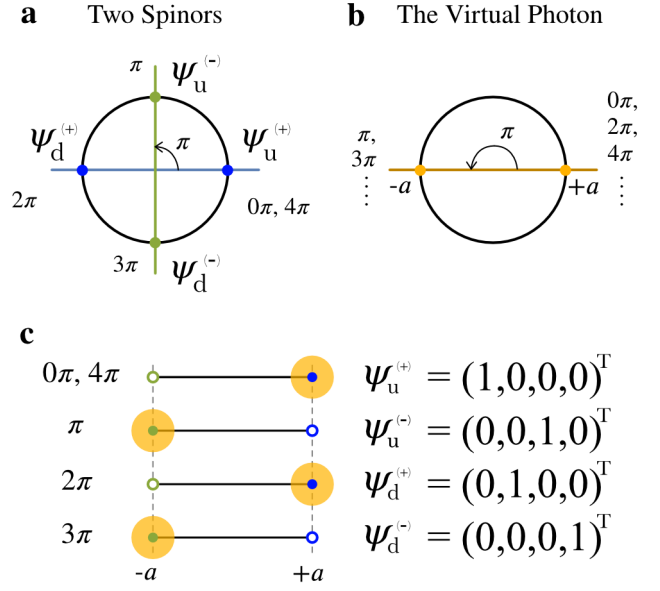 a Two Spinors
π ψu(-)
ψd(+) π ψu(+)
2π 0π, 4π
3π ψd(-)
b The Virtual Photon
0π,
2π,
4π
π,
3π
π
-a +a
c
0π, 4π ψu(+) = (1,0,0,0)T
π ψu(-) = (0,0,1,0)T
2π ψd(+) = (0,1,0,0)T
3π ψd(-) = (0,0,0,1)T
-a +a